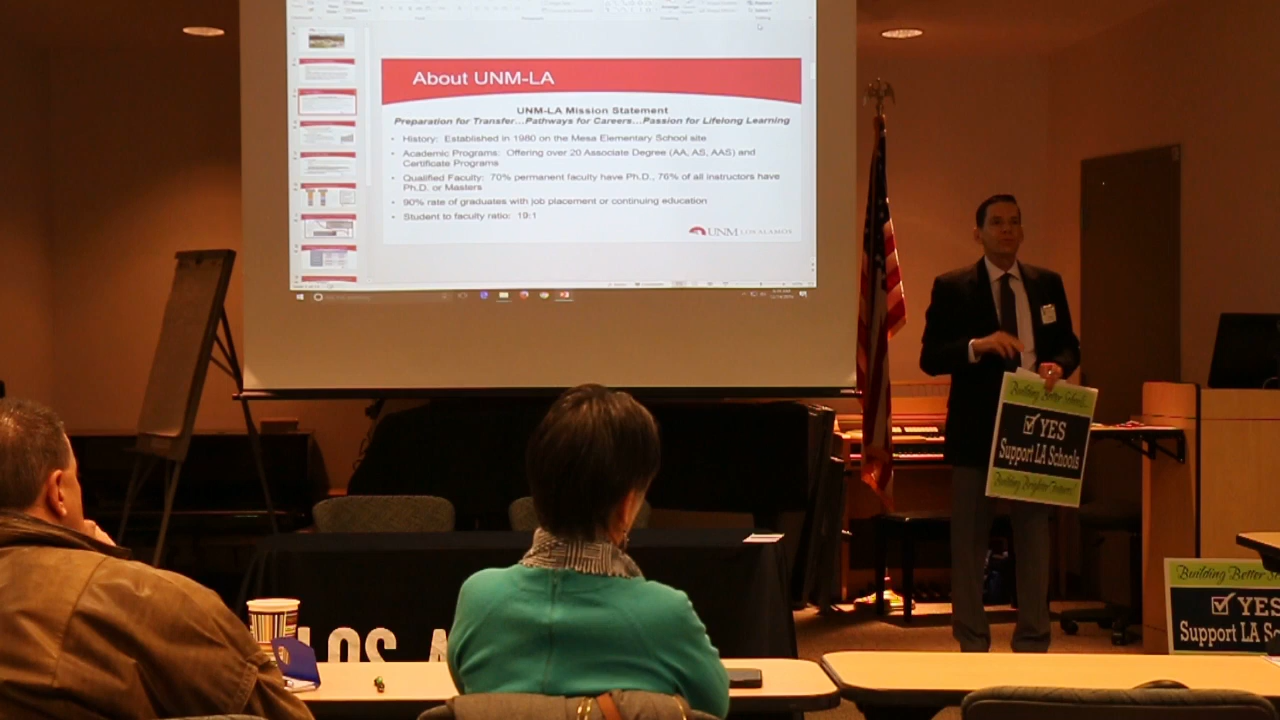 About UNM-LA
UNM-LA Mission Statement
Preparation for Transfer...Pathways for Careers...Passion for Lifelong Learning
• History: Established in 1980 on the Mesa Elementary School site
• Academic Programs: Offering over 20 Associate Degree (AA, AS, AAS) and
Certificate Programs
• Qualified Faculty: 70% permanent faculty have Ph.D., 76% of all instructors have
Ph.D. or Masters
• 90% rate of graduates with job placement or continuing education
• Student to faculty ratio: 19:1
UNM LOS ALAMOS
Building Better Schools...
YES
Support LA Schools
Building Brighter Futures!
Building Better
YES
Support LA
LOS A